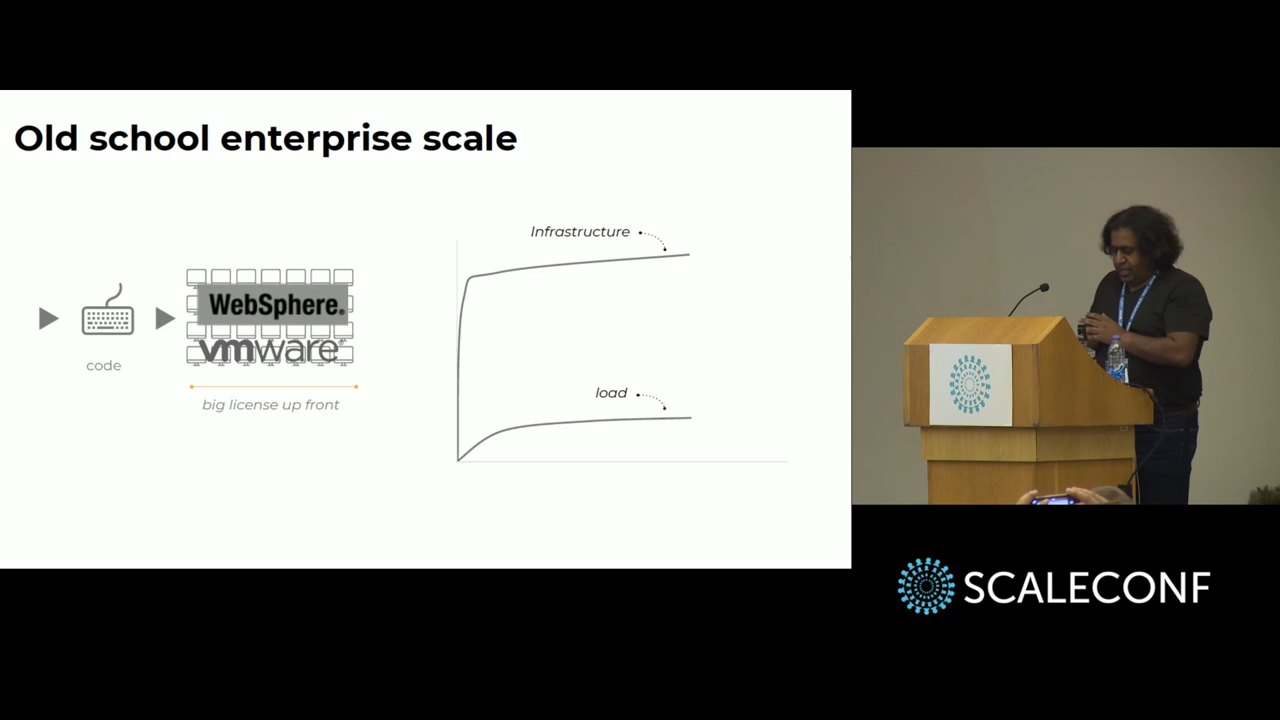 Old school enterprise scale
Infrastructure
WebSphere.
vmware
code
load
big license up front
SCALECONF